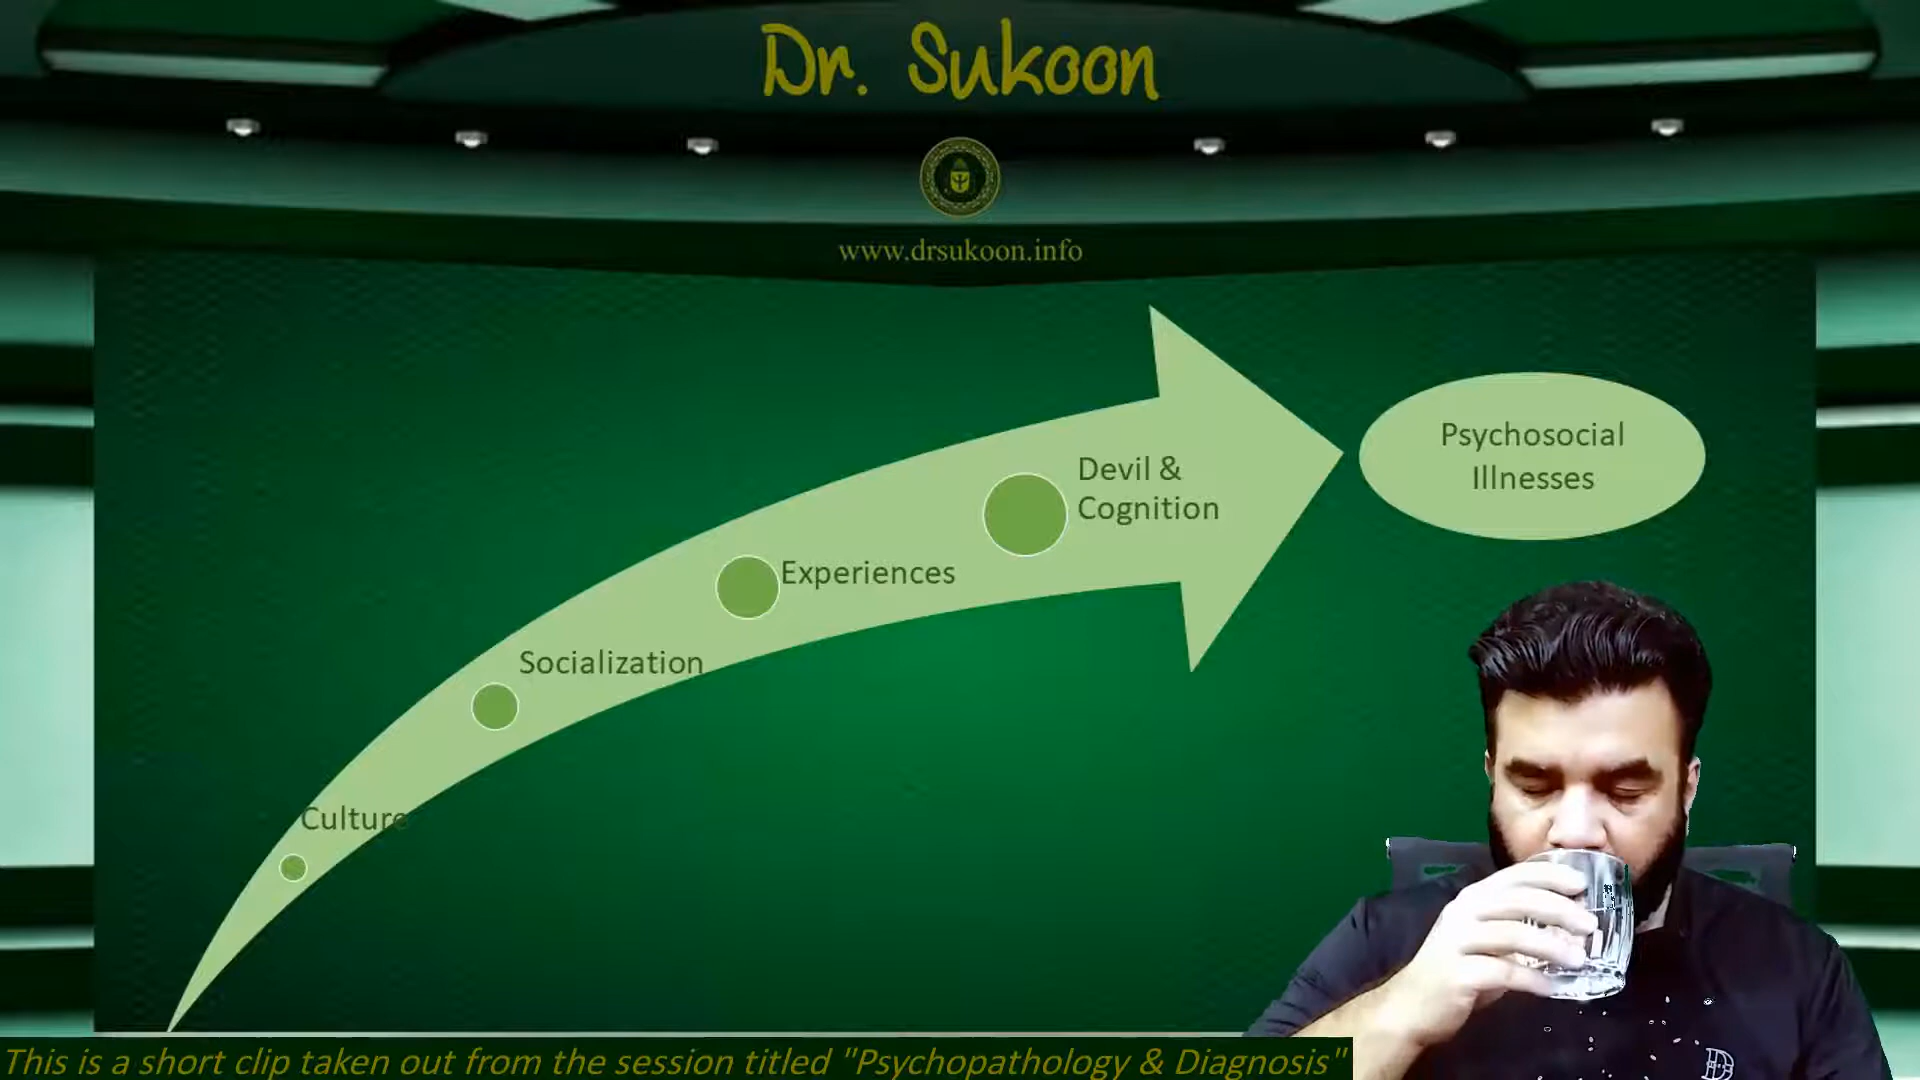 Dr. Sukoon
www.drsukoon.info
Psychosocial
Illnesses
Devil &
Cognition
Experiences
Socialization
Culture
This is a short clip taken out from the session titled "Psychopathology & Diagnosis"